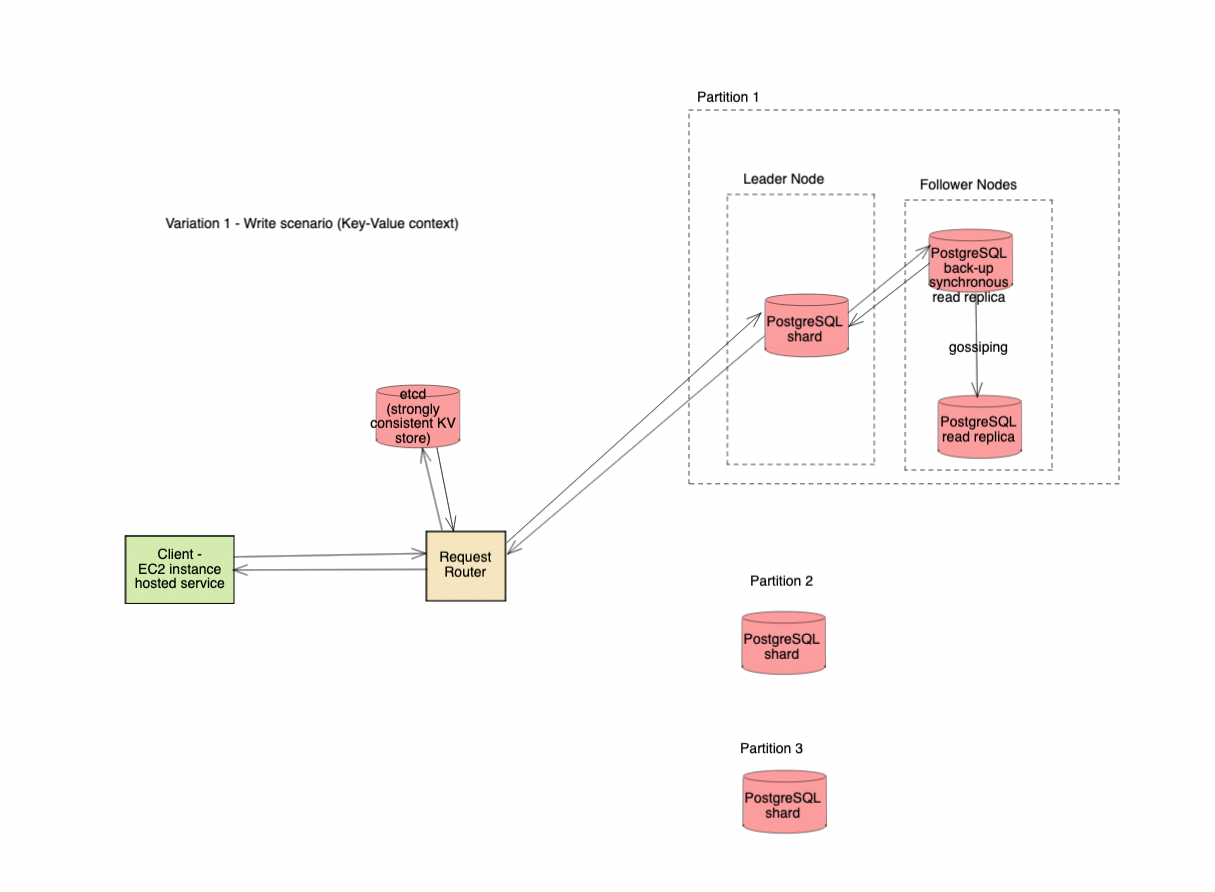 Partition 1
Leader Node
Follower Nodes
Variation 1 - Write scenario (Key-Value context)
PostgreSQL
back-up
synchronous
read replica
PostgreSQL
shard
gossiping
PostgreSQL
read replica
etcd
(strongly
consistent KV
store)
Client -
EC2 instance
hosted service
Request
Router
Partition 2
PostgreSQL
shard
Partition 3
PostgreSQL
shard